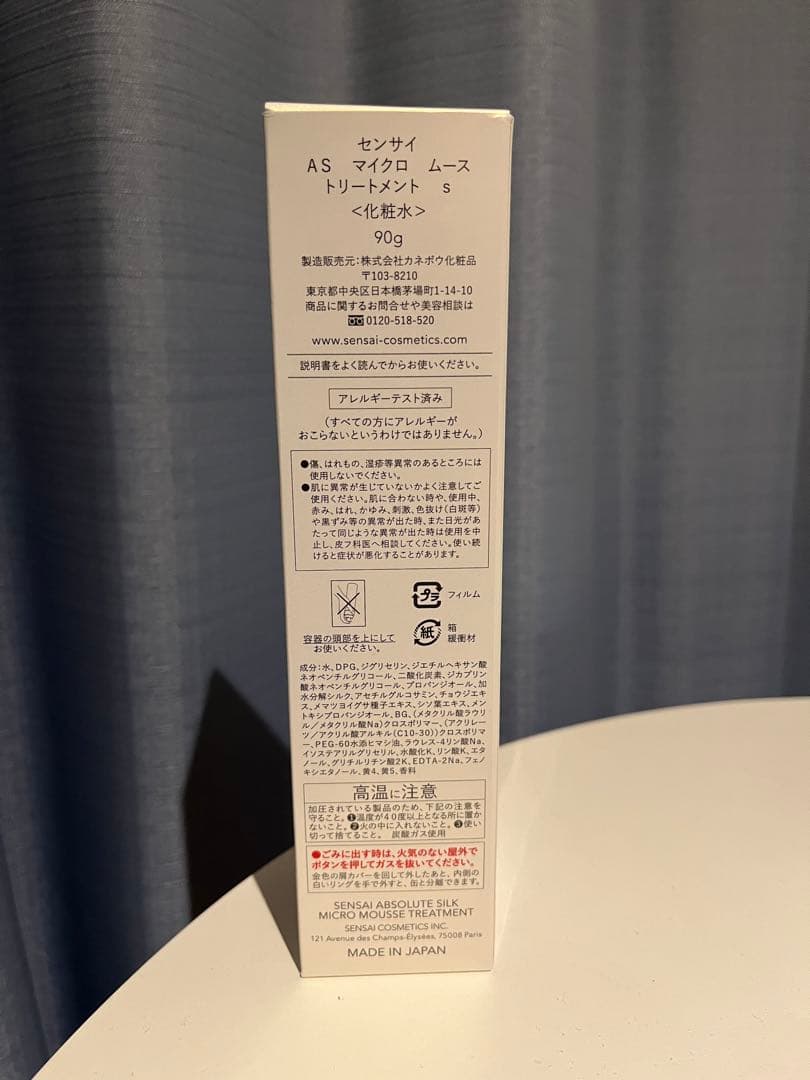 センサイ
AS マイクロ ムース
トリートメント s
<化粧水>
90g
製造販売元:株式会社カネボウ化粧品
〒103-8210
東京都中央区日本橋茅場町1-14-10
商品に関するお問合せや美容相談は
0120-518-520
www.sensai-cosmetics.com
説明書をよく読んでからお使いください。
アレルギーテスト済み
(すべての方にアレルギーが
おこらないというわけではありません。)
●傷、はれもの、湿疹等異常のあるところには
使用しないでください。
●肌に異常が生じていないかよく注意してご
使用ください。肌に合わない時や、使用中、
赤み、はれ、かゆみ、刺激、色抜け(白斑等)
や黒ずみ等の異常が出た時、また日光があ
たって同じような異常が出た時は使用を中
止し、皮フ科医へ相談してください。使い続
けると症状が悪化することがあります。
プラ フィルム
紙 箱
緩衝材
容器の頭部を上にして
お使いください。
成分:水、DPG、ジグリセリン、ジエチルヘキサン酸
ネオペンチルグリコール、二酸化炭素、ジカプリン
酸ネオペンチルグリコール、プロパンジオール、加
水分解シルク、アセチルグルコサミン、チョウジエキ
ス、メマツヨイグサ種子エキス、シソ葉エキス、メン
トキシプロパンジオール、BG、(メタクリル酸ラウリ
ル/メタクリル酸Na)クロスポリマー、(アクリレー
ツ/アクリル酸アルキル(C10-30))クロスポリマ
ー、PEG-60水添ヒマシ油、ラウレス-4リン酸Na、
イソステアリルグリセリル、水酸化K、リン酸K、エタ
ノール、グリチルリチン酸2K、EDTA-2Na、フェノ
キシエタノール、黄4、黄5、香料
高温に注意
加圧されている製品のため、下記の注意を
守ること。❶温度が40度以上となる所に置か
ないこと。❷火の中に入れないこと。❸使い
切って捨てること。 炭酸ガス使用
●ごみに出す時は、火気のない屋外で
ボタンを押してガスを抜いてください。
金色の肩カバーを回して外したあと、内側の
白いリングを手で外すと、缶と分離できます。
SENSAI ABSOLUTE SILK
MICRO MOUSSE TREATMENT
SENSAI COSMETICS INC.
121 Avenue des Champs-Élysées, 75008 Paris
MADE IN JAPAN